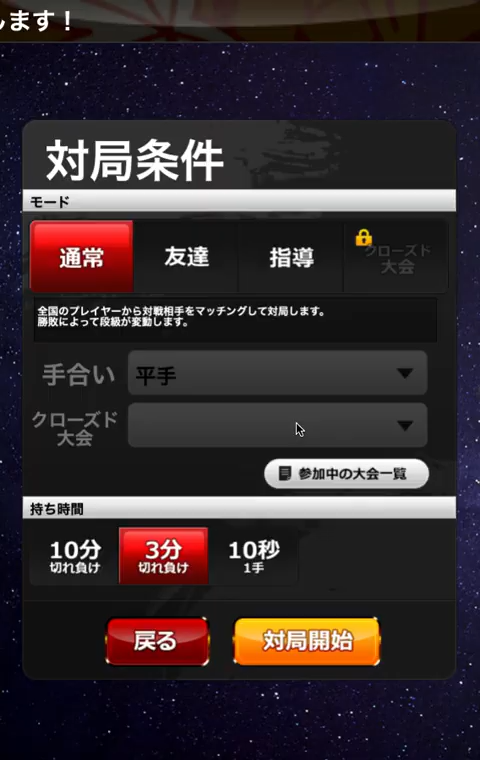 します！
対局条件
モード
通常
友達
指導
クローズド
大会
全国のプレイヤーから対戦相手をマッチングして対局します。
勝敗によって段級が変動します。
手合い
平手
クローズド
大会
参加中の大会一覧
持ち時間
10分
切れ負け
3分
切れ負け
10秒
1手
戻る
対局開始